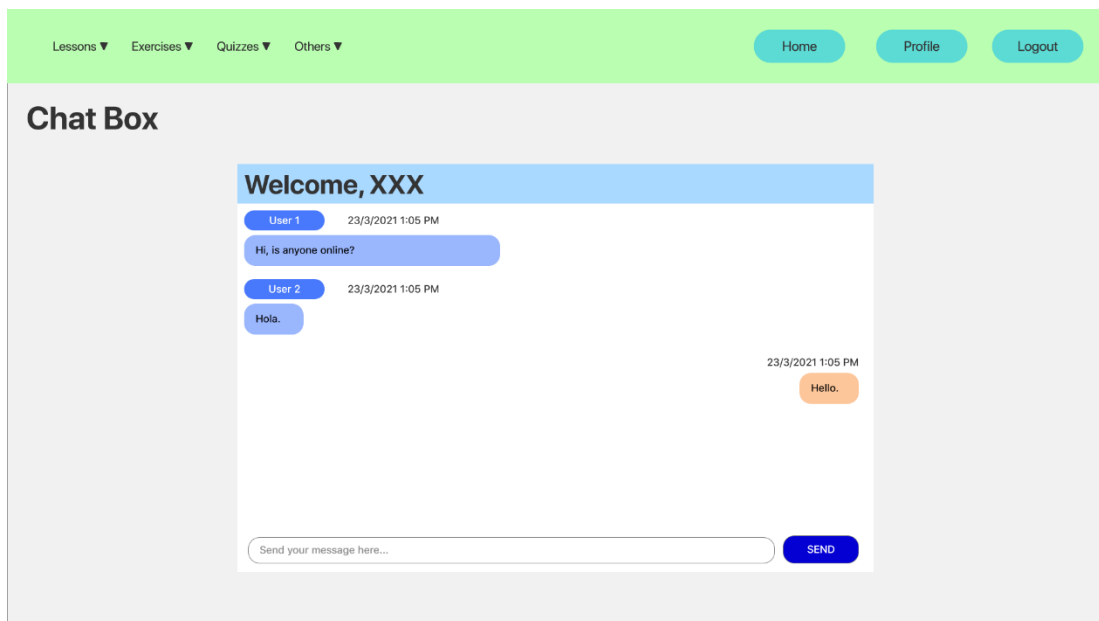 Lessons ▼ Exercises ▼ Quizzes ▼ Others ▼ Home Profile Logout
Chat Box
Welcome, XXX
User 1 23/3/2021 1:05 PM
Hi, is anyone online?
User 2 23/3/2021 1:05 PM
Hola.
23/3/2021 1:05 PM
Hello.
Send your message here... SEND